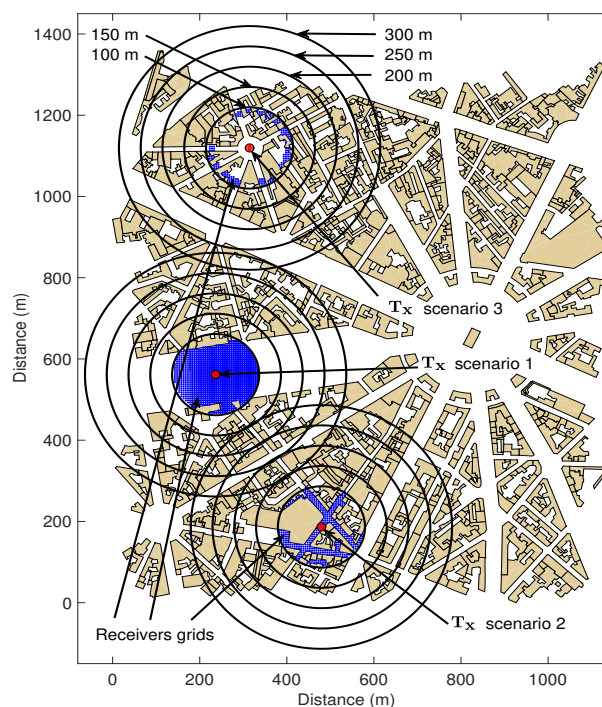 1400
1200
1000
800
600
400
200
0
Distance (m)
150 m
100 m
300 m
250 m
200 m
Tx scenario 3
Tx scenario 1
Tx scenario 2
Receivers grids
0 200 400 600 800 1000
Distance (m)